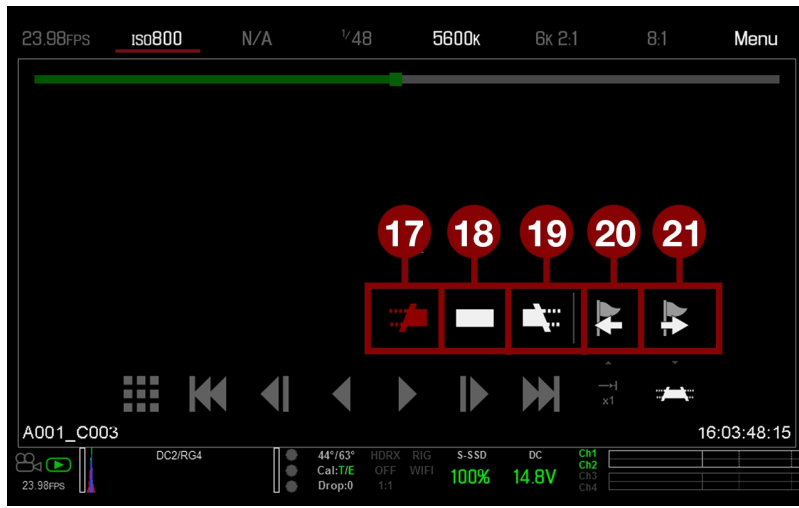 23.98FPS ISO800 N/A 1/48 5600K 6K 2:1 8:1 Menu
17 18 19 20 21
x1
A001_C003 16:03:48:15
DC2/RG4 44°/63° HDRX RIG S-SSD DC Ch1
Cal:T/E OFF WIFI 100% 14.8V Ch2
23.98FPS Drop:0 1:1 Ch3
Ch4